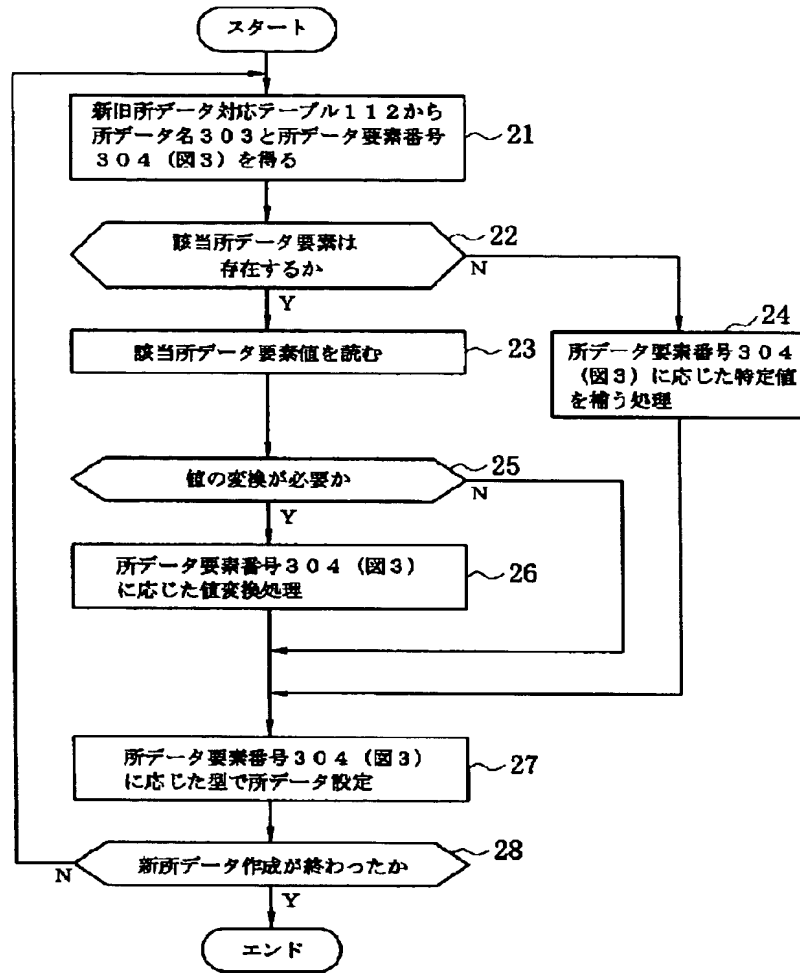 スタート
新旧所データ対応テーブル112から
所データ名303と所データ要素番号
304(図3)を得る
21
該当所データ要素は
存在するか
22
N
Y
該当所データ要素値を読む
23
24
所データ要素番号304
(図3)に応じた特定値
を補う処理
値の変換が必要か
25
N
Y
所データ要素番号304(図3)
に応じた値変換処理
26
所データ要素番号304(図3)
に応じた型で所データ設定
27
新所データ作成が終わったか
28
N
Y
エンド